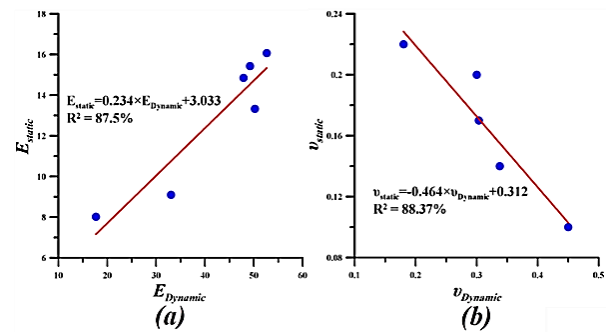 18
16
14
12
10
8
6
E_static
E_static=0.234×E_Dynamic+3.033
R² = 87.5%
10 20 30 40 50 60
E_Dynamic
(a)
0.24
0.2
0.16
0.12
0.08
υ_static
υ_static=-0.464×υ_Dynamic+0.312
R² = 88.37%
0.1 0.2 0.3 0.4 0.5
υ_Dynamic
(b)